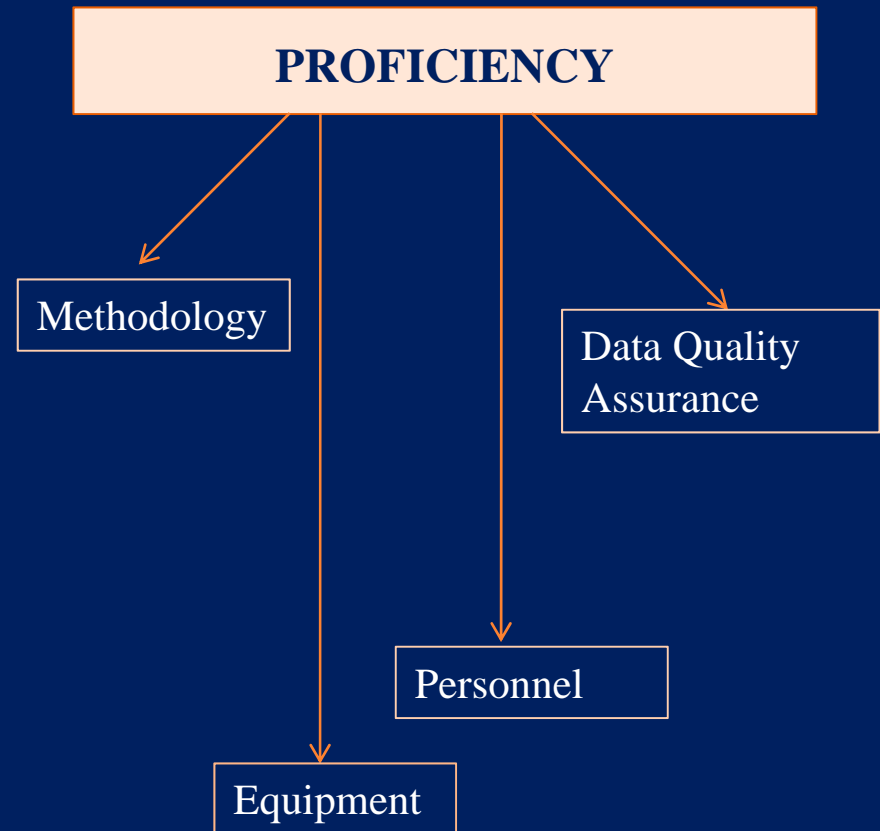 PROFICIENCY
Methodology
Data Quality
Assurance
Personnel
Equipment